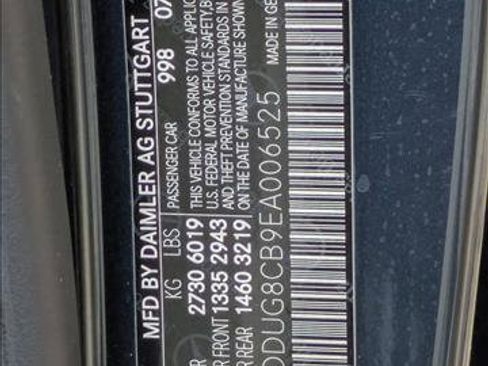 MFD BY DAIMLER AG STUTTGART
998 07
KG LBS PASSENGER CAR
2730 6019 THIS VEHICLE CONFORMS TO ALL APPLIC
R FRONT 1335 2943 U.S. FEDERAL MOTOR VEHICLE SAFETY,B
AND THEFT PREVENTION STANDARDS IN
R REAR 1460 3219 ON THE DATE OF MANUFACTURE SHOWN
MADE IN GE
DDUG8CB9EA006525